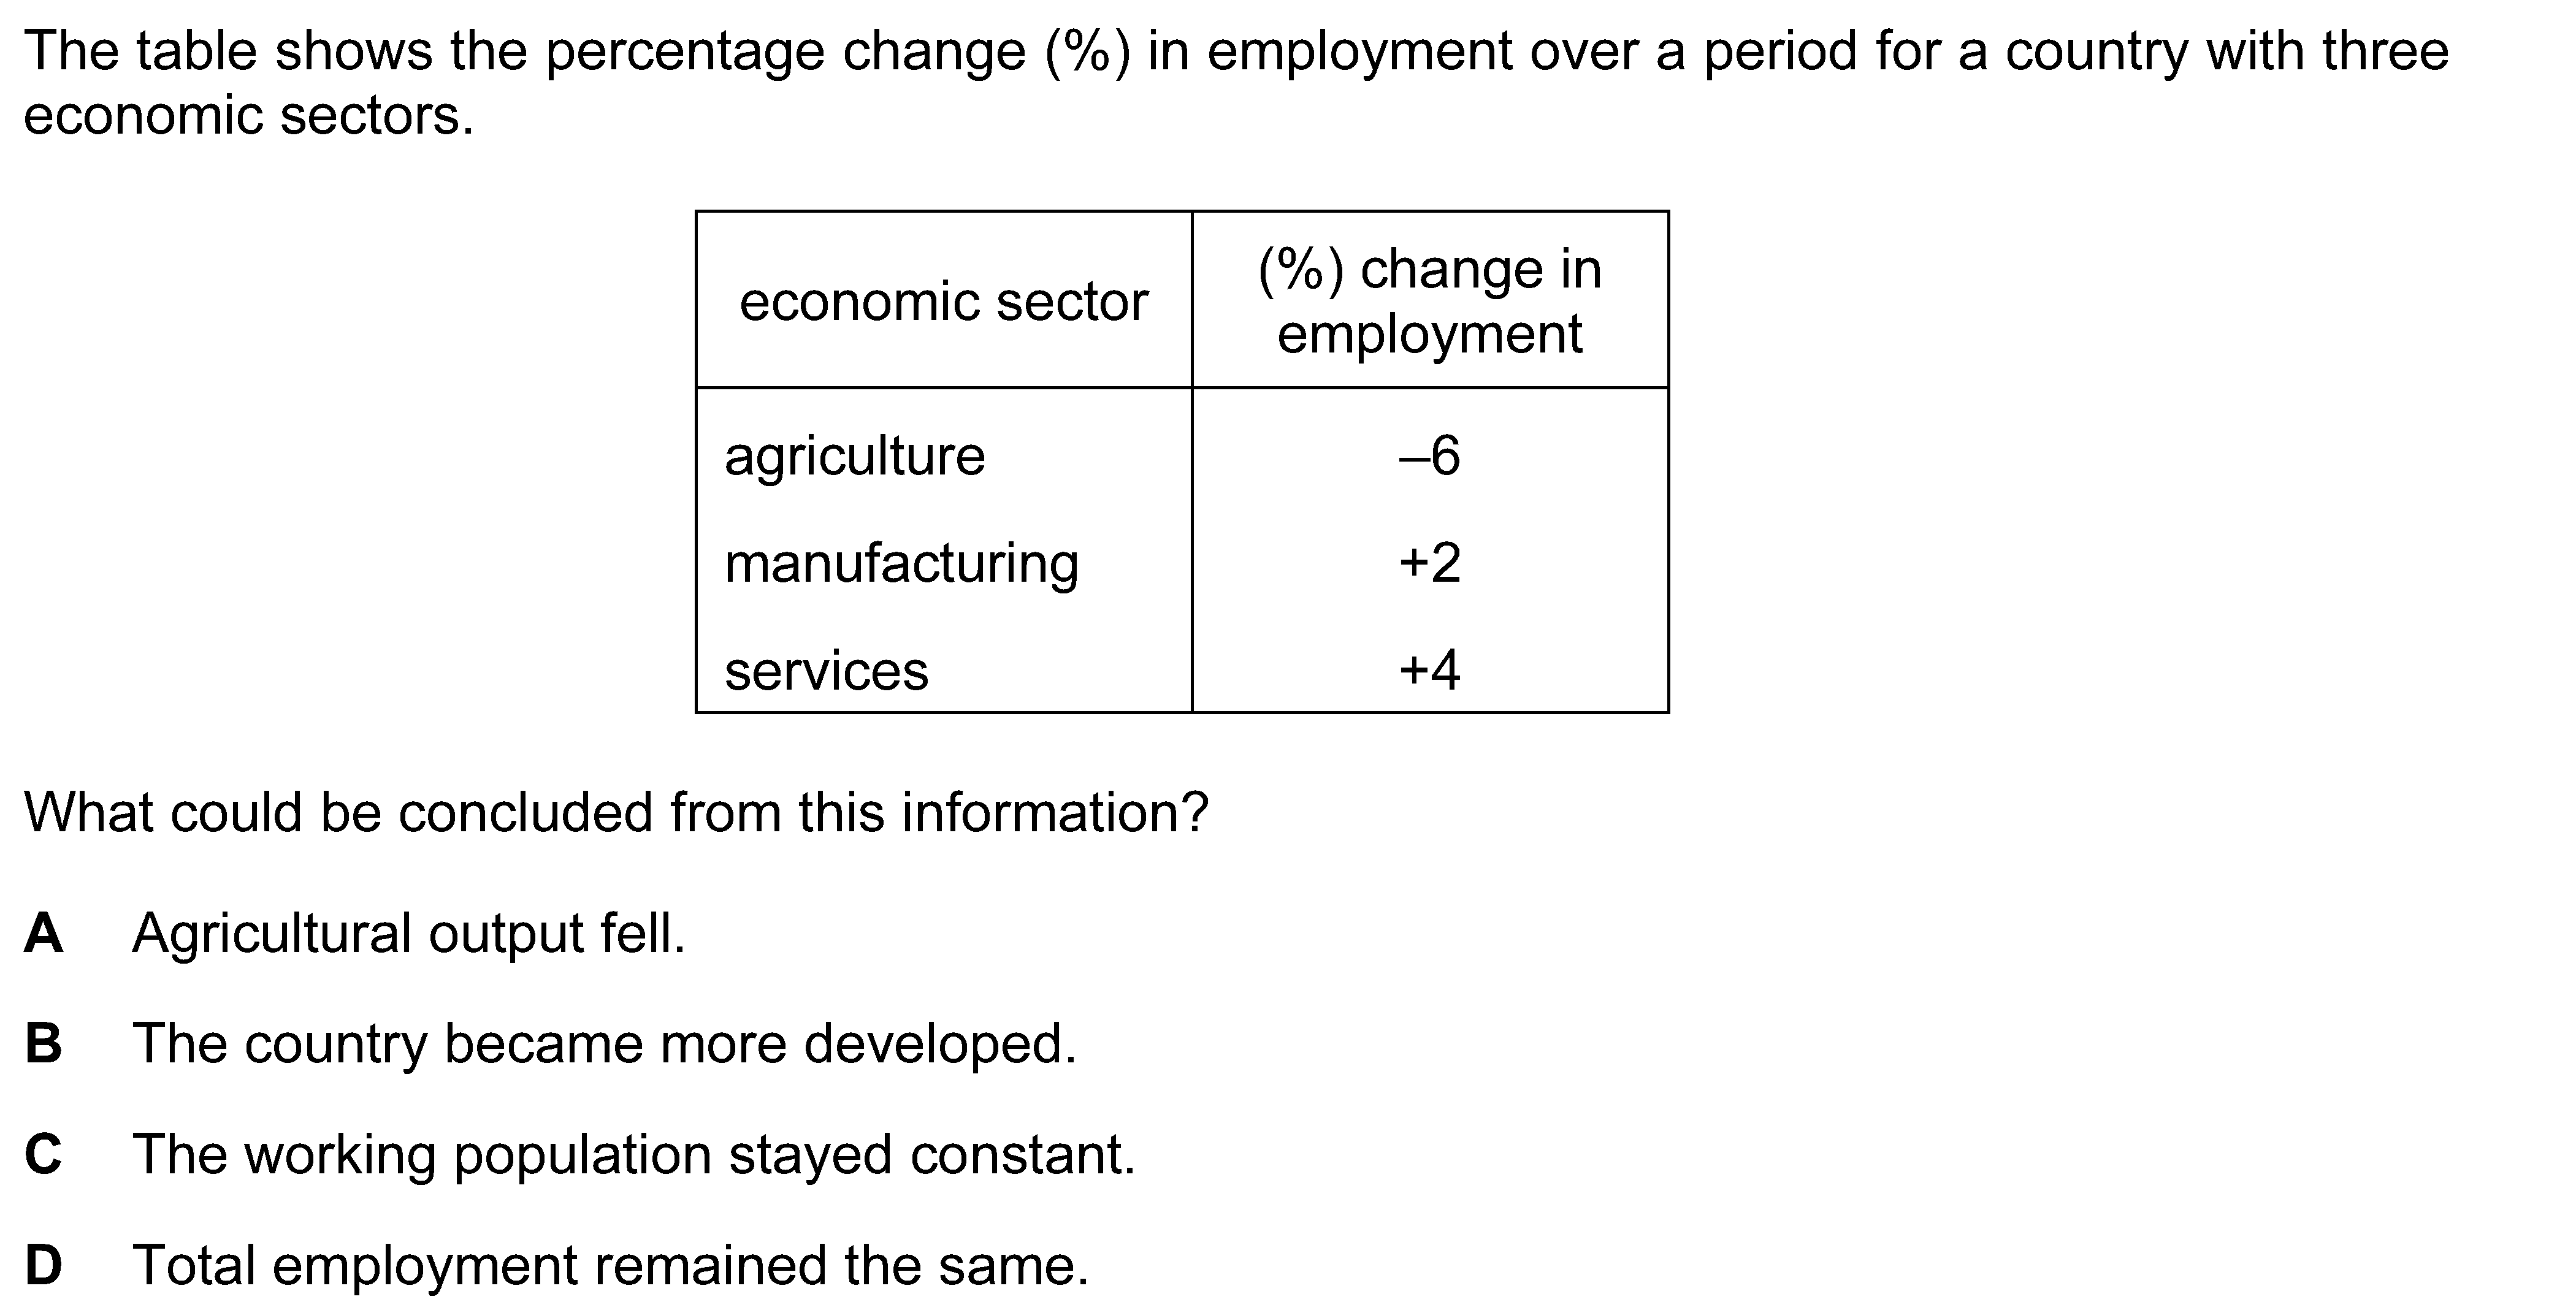 The table shows the percentage change (%) in employment over a period for a country with three
economic sectors.
economic sector
(%) change in
employment
agriculture –6
manufacturing +2
services +4
What could be concluded from this information?
A Agricultural output fell.
B The country became more developed.
C The working population stayed constant.
D Total employment remained the same.